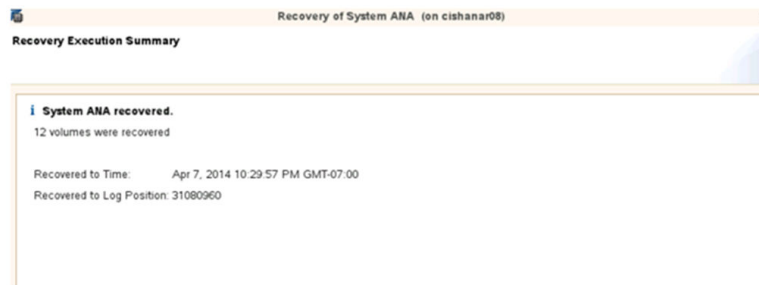 Recovery of System ANA (on cishanar08)
Recovery Execution Summary
i System ANA recovered.
12 volumes were recovered
Recovered to Time: Apr 7, 2014 10:29:57 PM GMT-07:00
Recovered to Log Position: 31080960